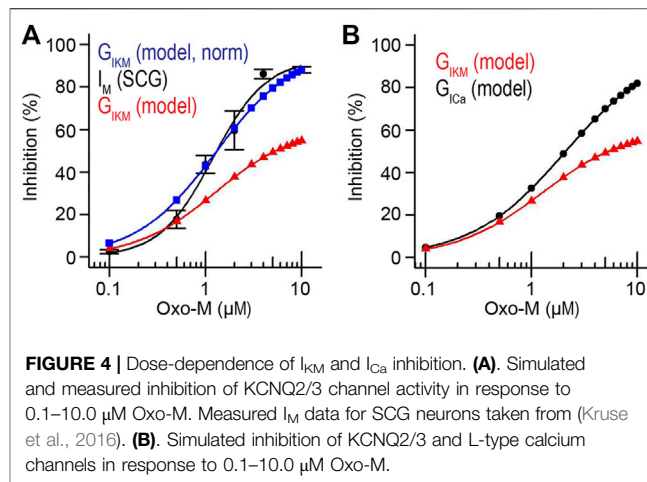 A
B
G_IKM (model, norm)
I_M (SCG)
G_IKM (model)
G_IKM (model)
G_ICa (model)
Inhibition (%)
100
80
60
40
20
0
0.1
1
10
Oxo-M (µM)
Inhibition (%)
100
80
60
40
20
0
0.1
1
10
Oxo-M (µM)
FIGURE 4 | Dose-dependence of I_KM and I_Ca inhibition. (A). Simulated
and measured inhibition of KCNQ2/3 channel activity in response to
0.1–10.0 μM Oxo-M. Measured I_M data for SCG neurons taken from (Kruse
et al., 2016). (B). Simulated inhibition of KCNQ2/3 and L-type calcium
channels in response to 0.1–10.0 μM Oxo-M.